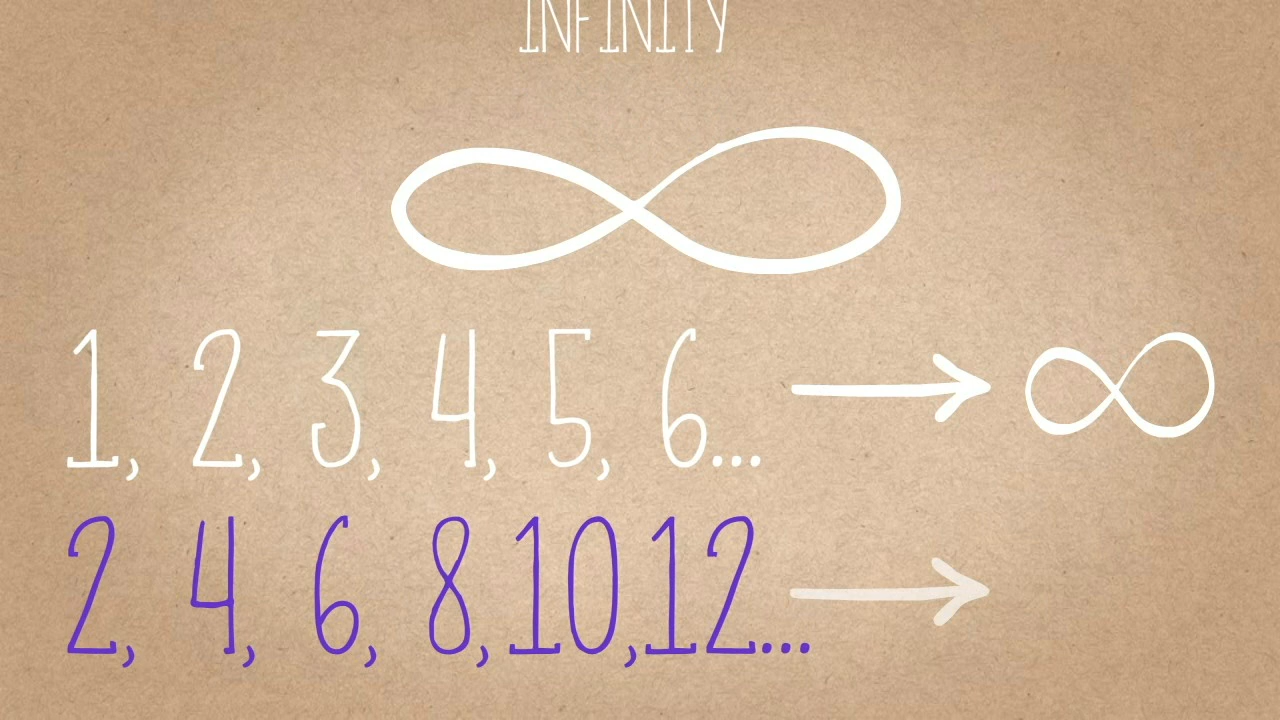 INFINITY
∞
1, 2, 3, 4, 5, 6... → ∞
2, 4, 6, 8, 10, 12... →